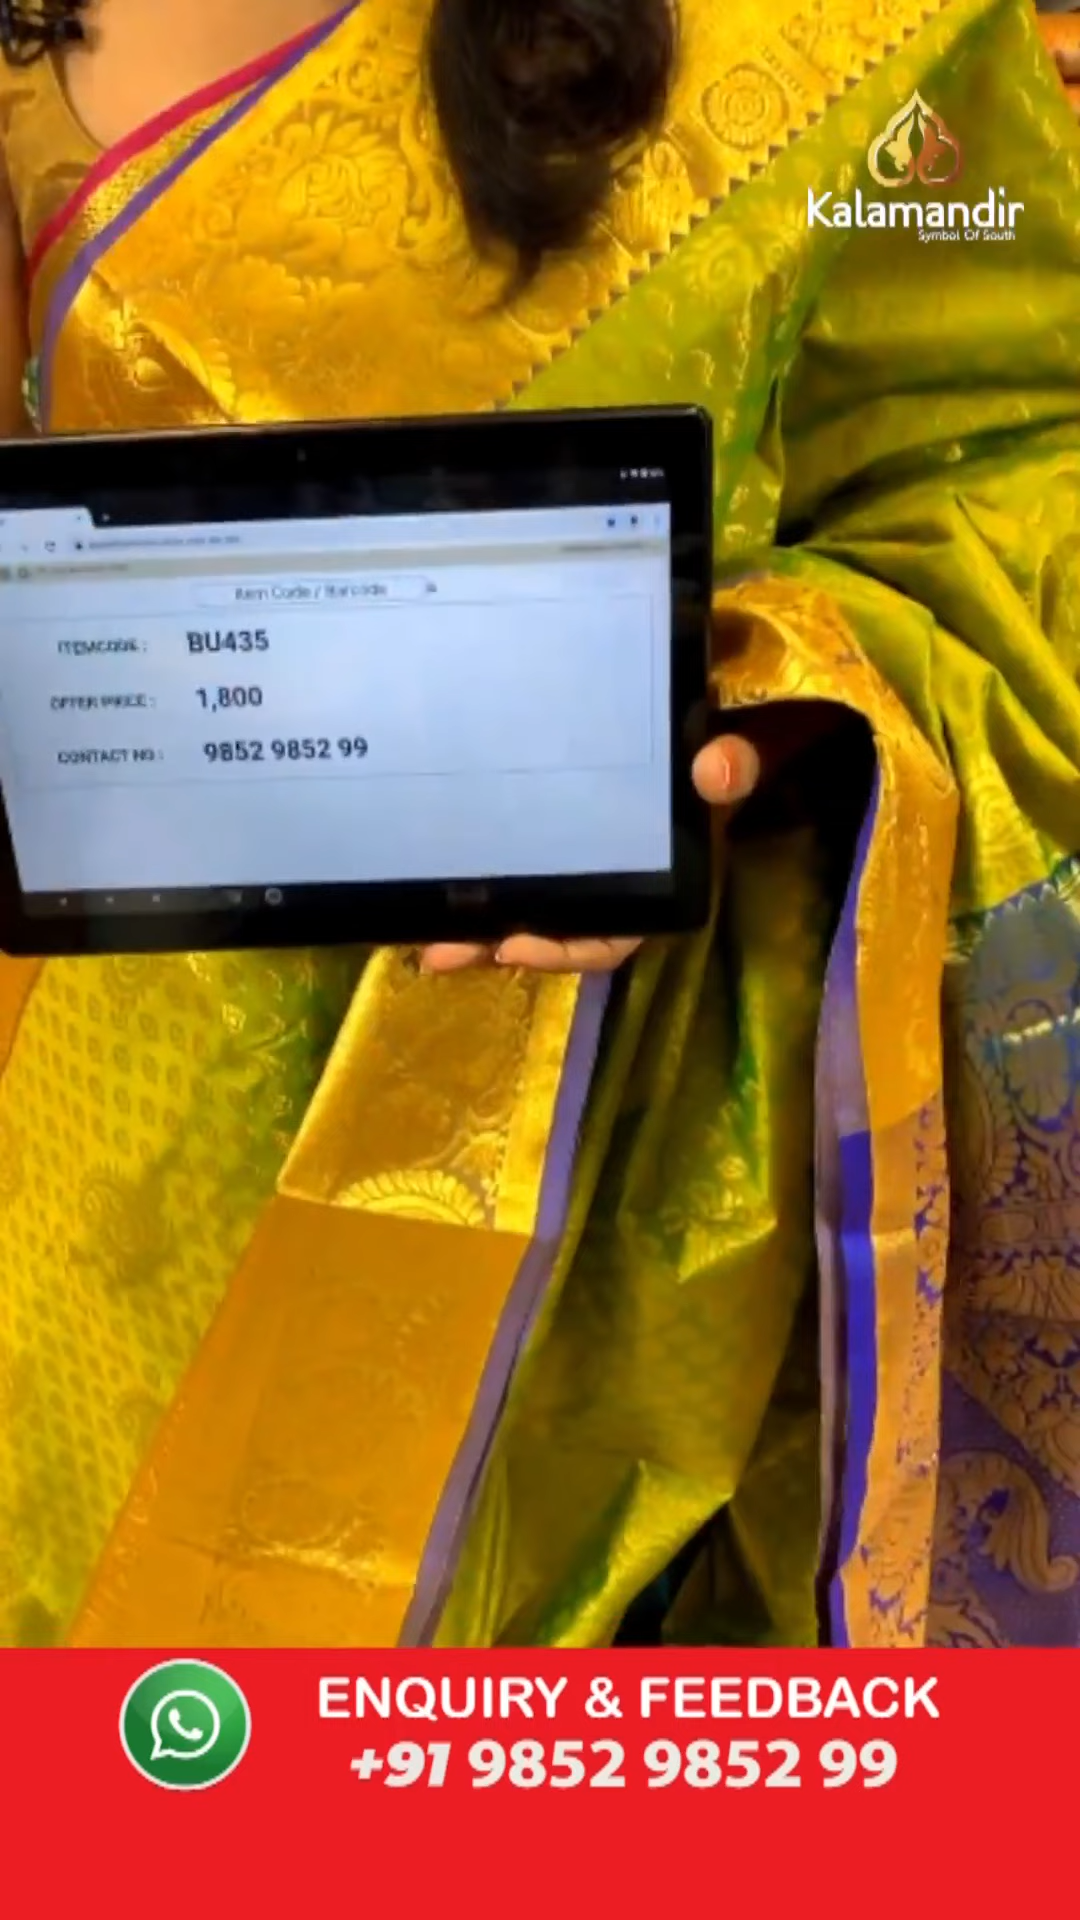 Kalamandir
Symbol Of South
Item Code / Barcode
ITEMCODE : BU435
OFFER PRICE : 1,800
CONTACT NO : 9852 9852 99
ENQUIRY & FEEDBACK
+91 9852 9852 99